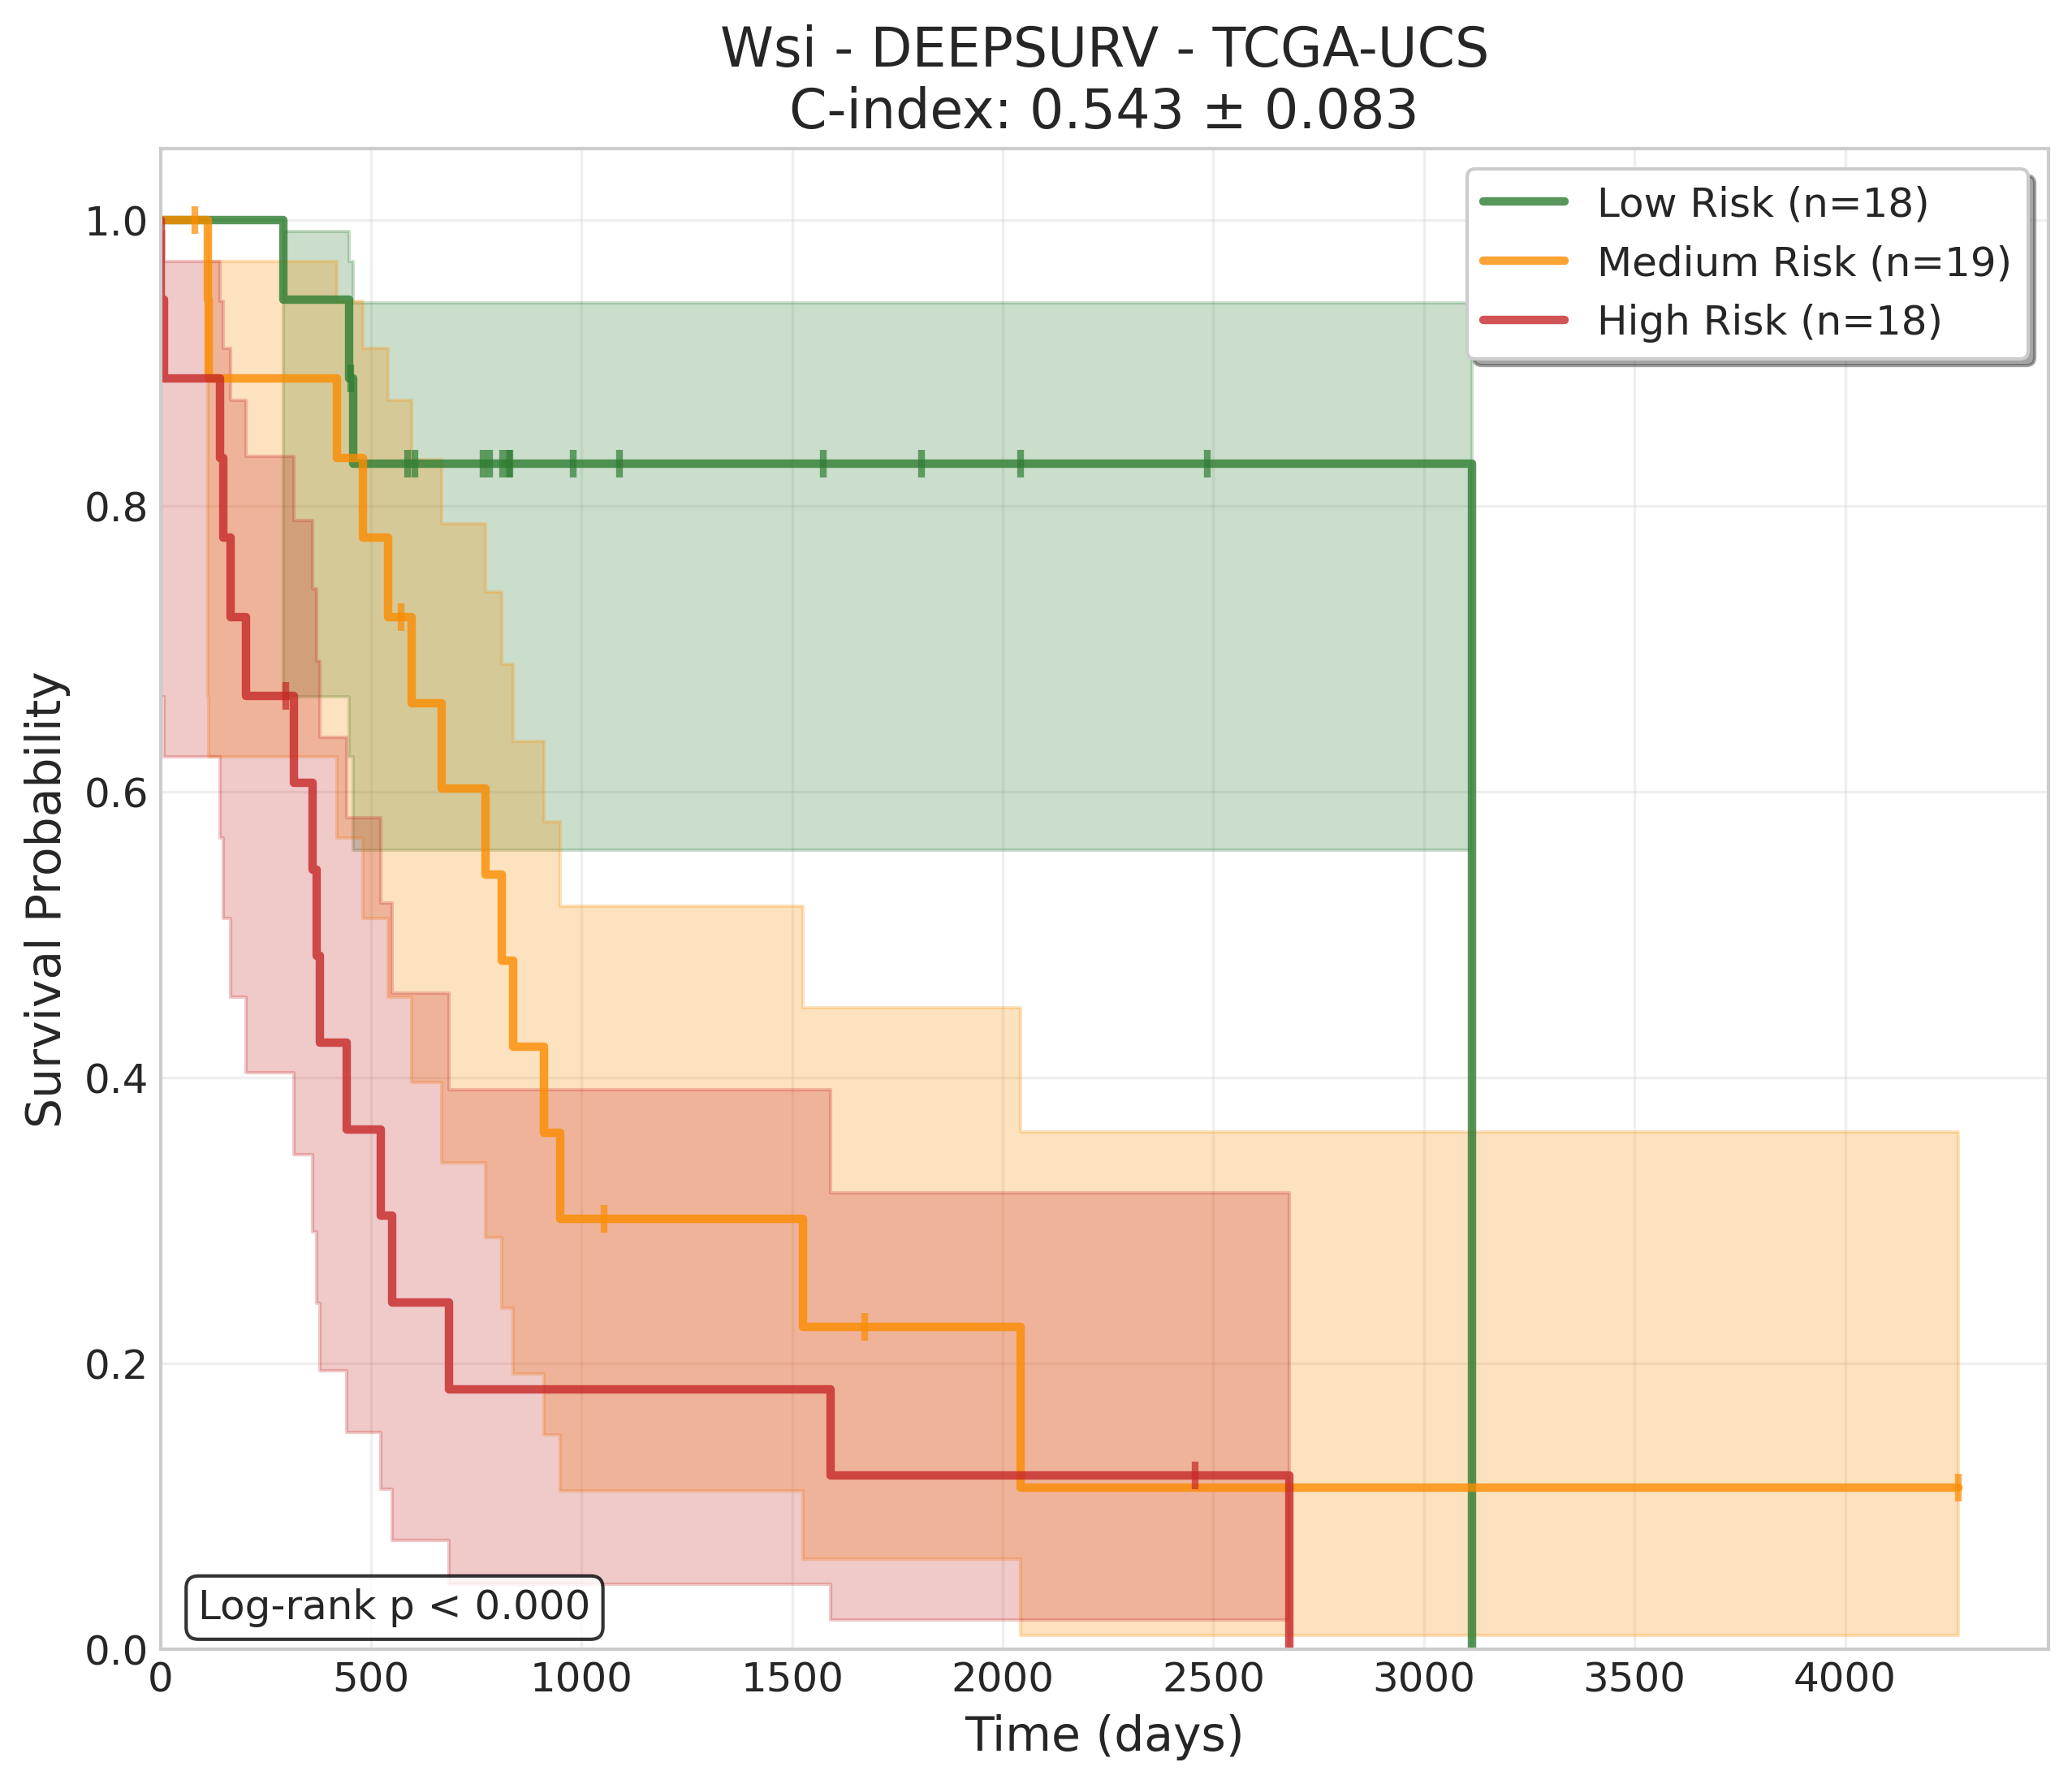 Wsi - DEEPSURV - TCGA-UCS
C-index: 0.543 ± 0.083
Low Risk (n=18)
Medium Risk (n=19)
High Risk (n=18)
Survival Probability
1.0
0.8
0.6
0.4
0.2
0.0
Log-rank p < 0.000
0 500 1000 1500 2000 2500 3000 3500 4000
Time (days)